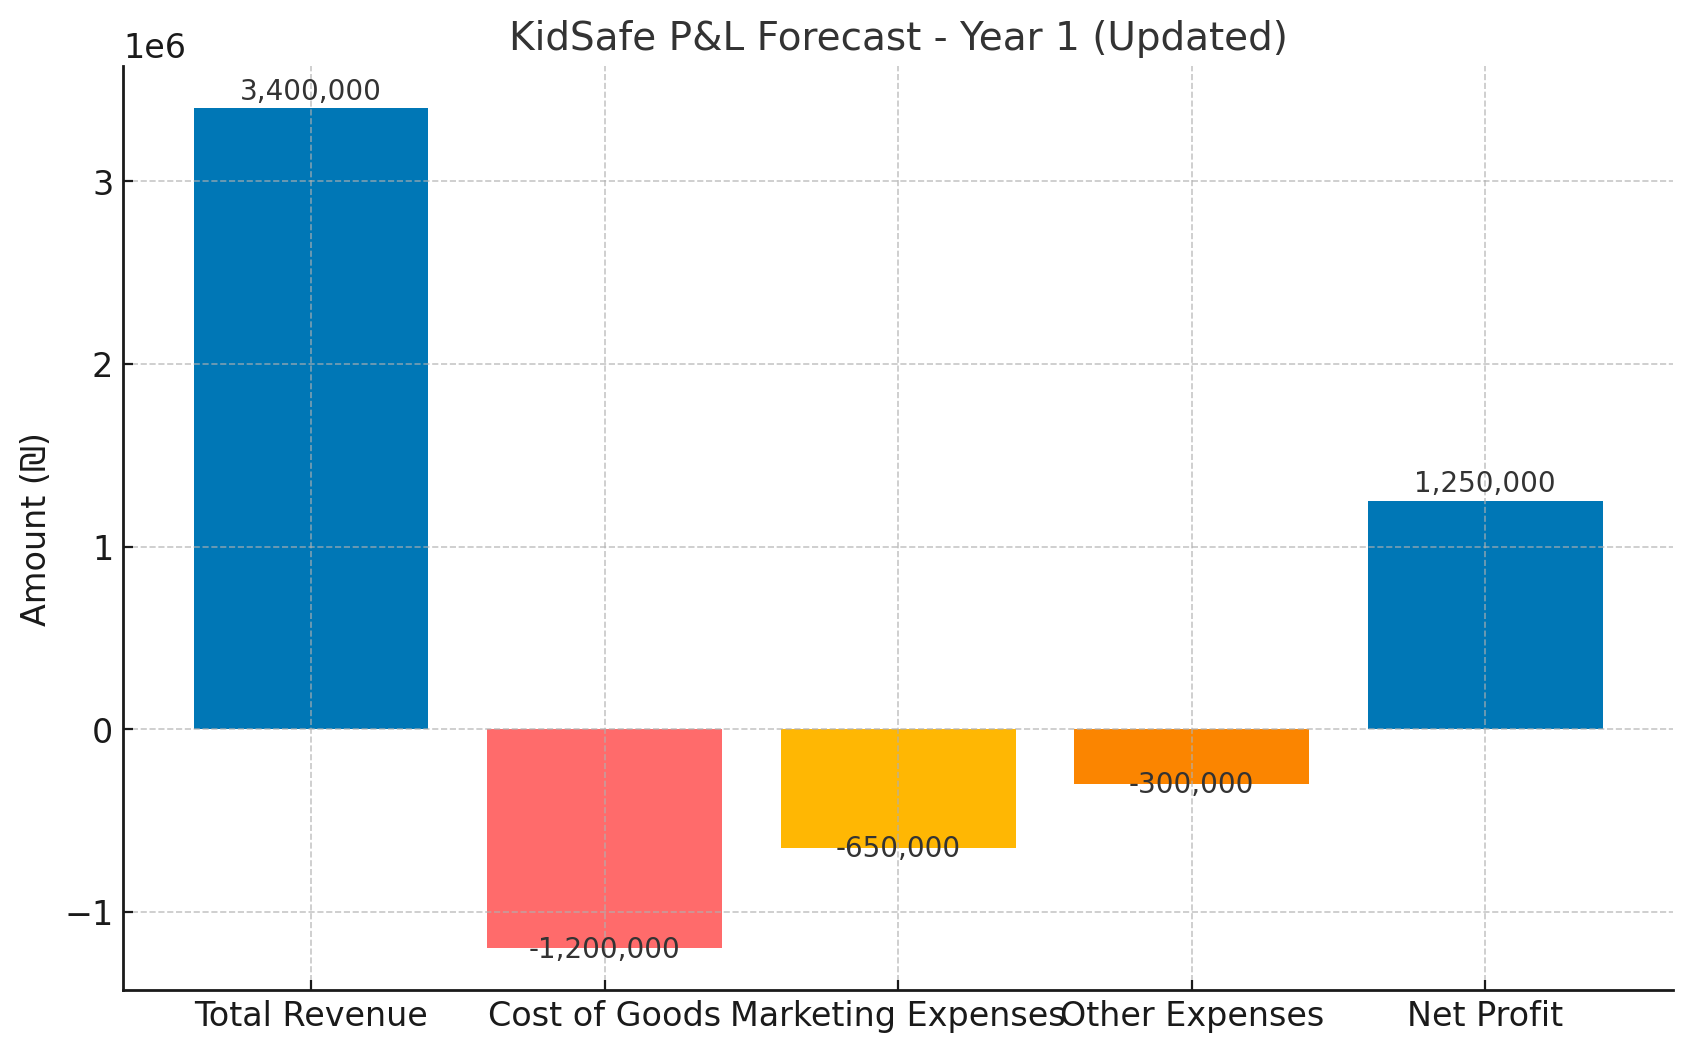 KidSafe P&L Forecast - Year 1 (Updated)
1e6
3,400,000
3
2
1,250,000
1
0
-300,000
-650,000
−1
-1,200,000
Amount (₪)
Total Revenue
Cost of Goods
Marketing Expenses
Other Expenses
Net Profit